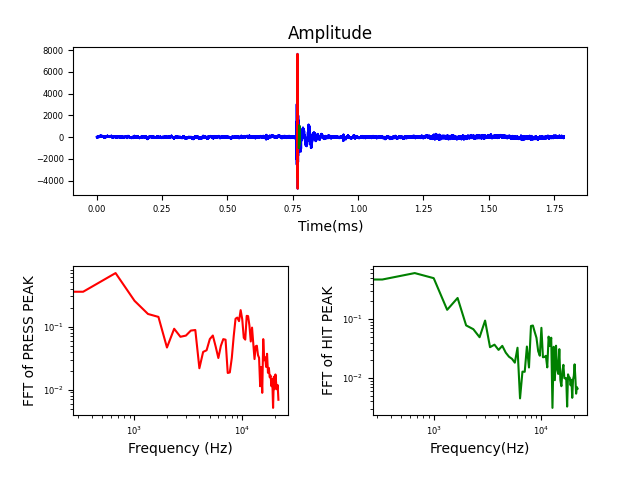 Amplitude
8000
6000
4000
2000
0
−2000
−4000
0.00 0.25 0.50 0.75 1.00 1.25 1.50 1.75
Time(ms)
FFT of PRESS PEAK
10⁻¹
10⁻²
10³ 10⁴
Frequency (Hz)
FFT of HIT PEAK
10⁻¹
10⁻²
10³ 10⁴
Frequency(Hz)